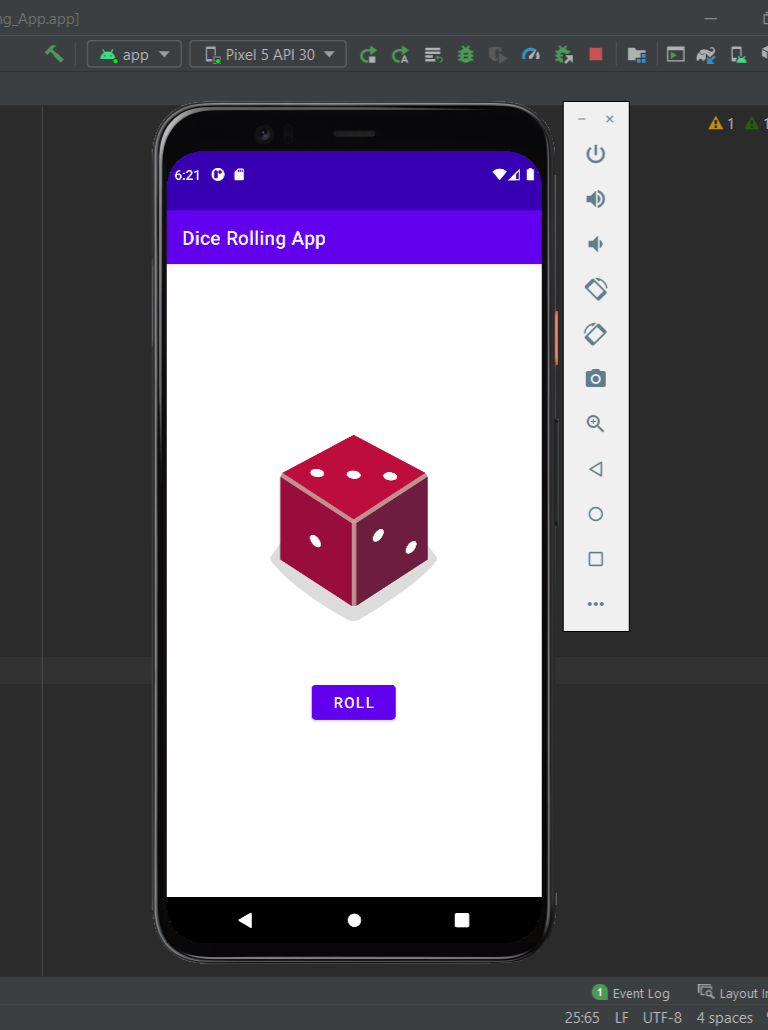 ng_App.app]
app
Pixel 5 API 30
1
1
6:21
Dice Rolling App
ROLL
1 Event Log
Layout In
25:65 LF UTF-8 4 spaces